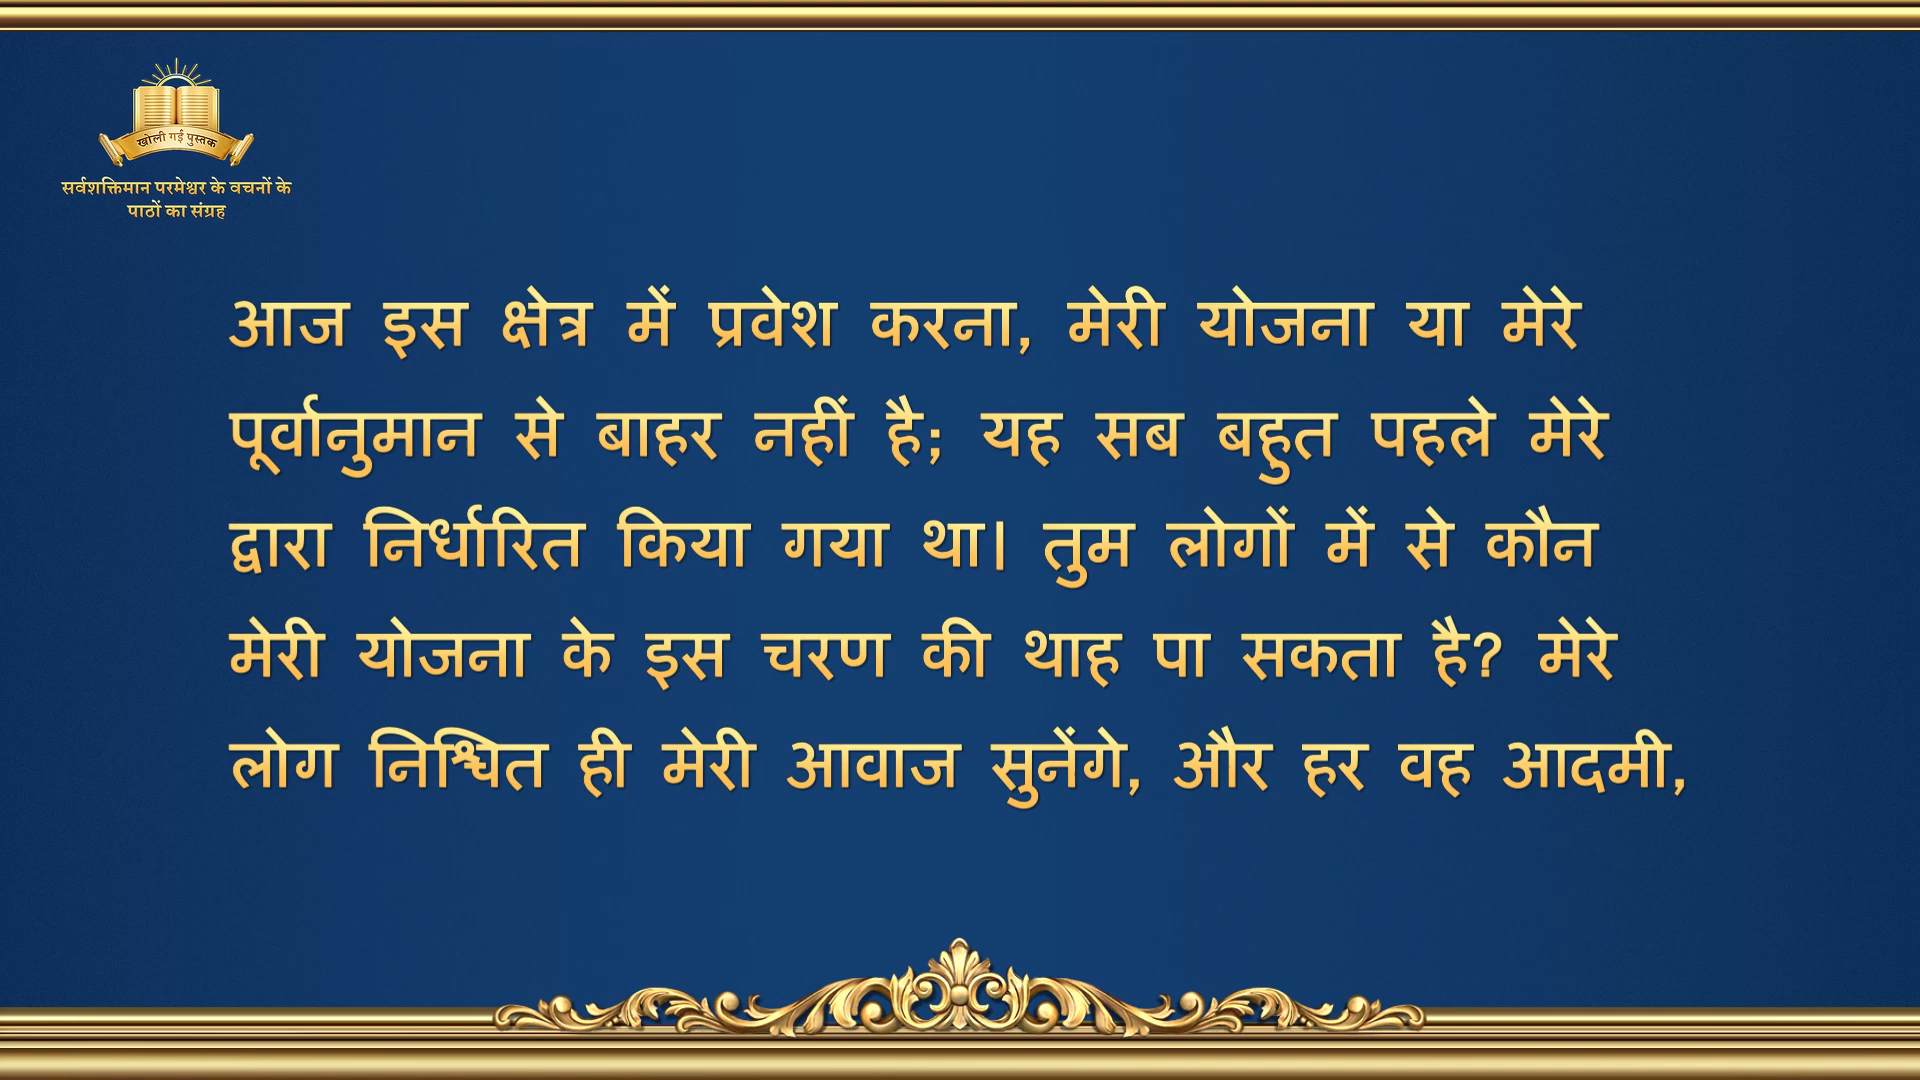 खोली गई पुस्तक
सर्वशक्तिमान परमेश्वर के वचनों के
पाठों का संग्रह
आज इस क्षेत्र में प्रवेश करना, मेरी योजना या मेरे
पूर्वानुमान से बाहर नहीं है; यह सब बहुत पहले मेरे
द्वारा निर्धारित किया गया था। तुम लोगों में से कौन
मेरी योजना के इस चरण की थाह पा सकता है? मेरे
लोग निश्चित ही मेरी आवाज सुनेंगे, और हर वह आदमी,